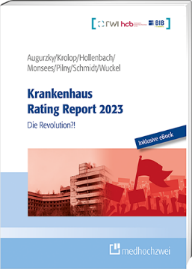 rwi hcb BIB
Augurzky/Krolop/Hollenbach/
Monsees/Pilny/Schmidt/Wuckel
Krankenhaus
Rating Report 2023
Die Revolution?!
Inklusive eBook
medhochzwei